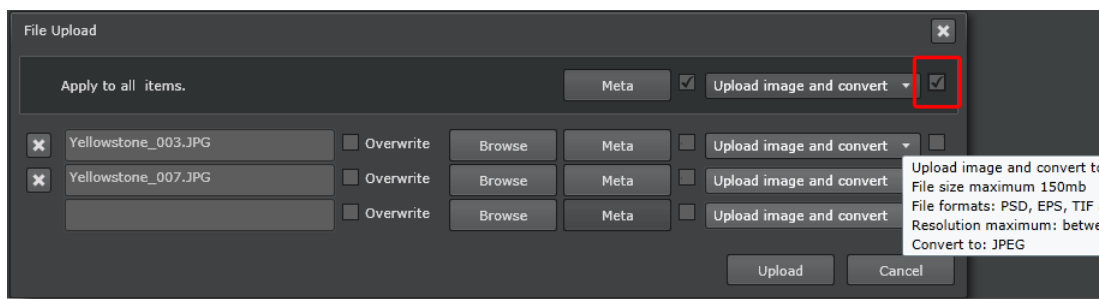 File Upload
Apply to all items. Meta Upload image and convert
Yellowstone_003.JPG Overwrite Browse Meta Upload image and convert
Yellowstone_007.JPG Overwrite Browse Meta Upload image and convert
Overwrite Browse Meta Upload image and convert
Upload image and convert to
File size maximum 150mb
File formats: PSD, EPS, TIF
Resolution maximum:
Convert to: JPEG
Upload Cancel